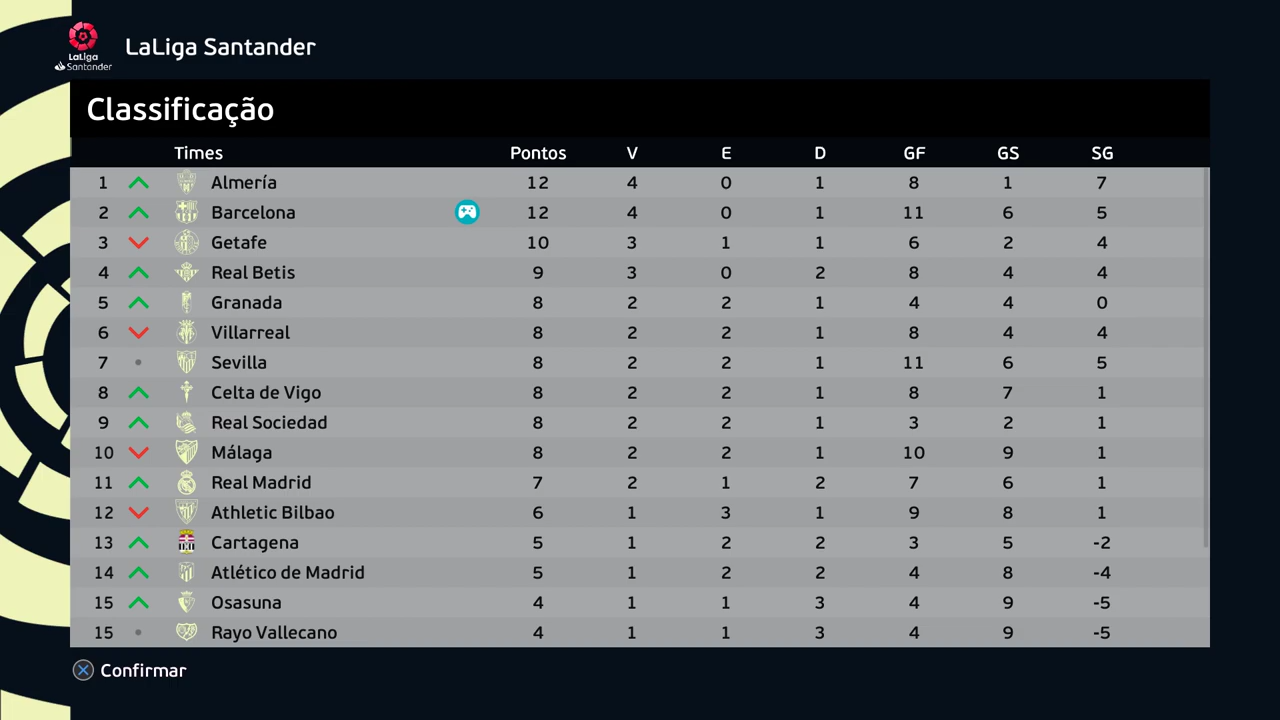 LaLiga Santander
LaLiga
Santander
Classificação
Times Pontos V E D GF GS SG
1 Almería 12 4 0 1 8 1 7
2 Barcelona 12 4 0 1 11 6 5
3 Getafe 10 3 1 1 6 2 4
4 Real Betis 9 3 0 2 8 4 4
5 Granada 8 2 2 1 4 4 0
6 Villarreal 8 2 2 1 8 4 4
7 Sevilla 8 2 2 1 11 6 5
8 Celta de Vigo 8 2 2 1 8 7 1
9 Real Sociedad 8 2 2 1 3 2 1
10 Málaga 8 2 2 1 10 9 1
11 Real Madrid 7 2 1 2 7 6 1
12 Athletic Bilbao 6 1 3 1 9 8 1
13 Cartagena 5 1 2 2 3 5 -2
14 Atlético de Madrid 5 1 2 2 4 8 -4
15 Osasuna 4 1 1 3 4 9 -5
15 Rayo Vallecano 4 1 1 3 4 9 -5
Confirmar